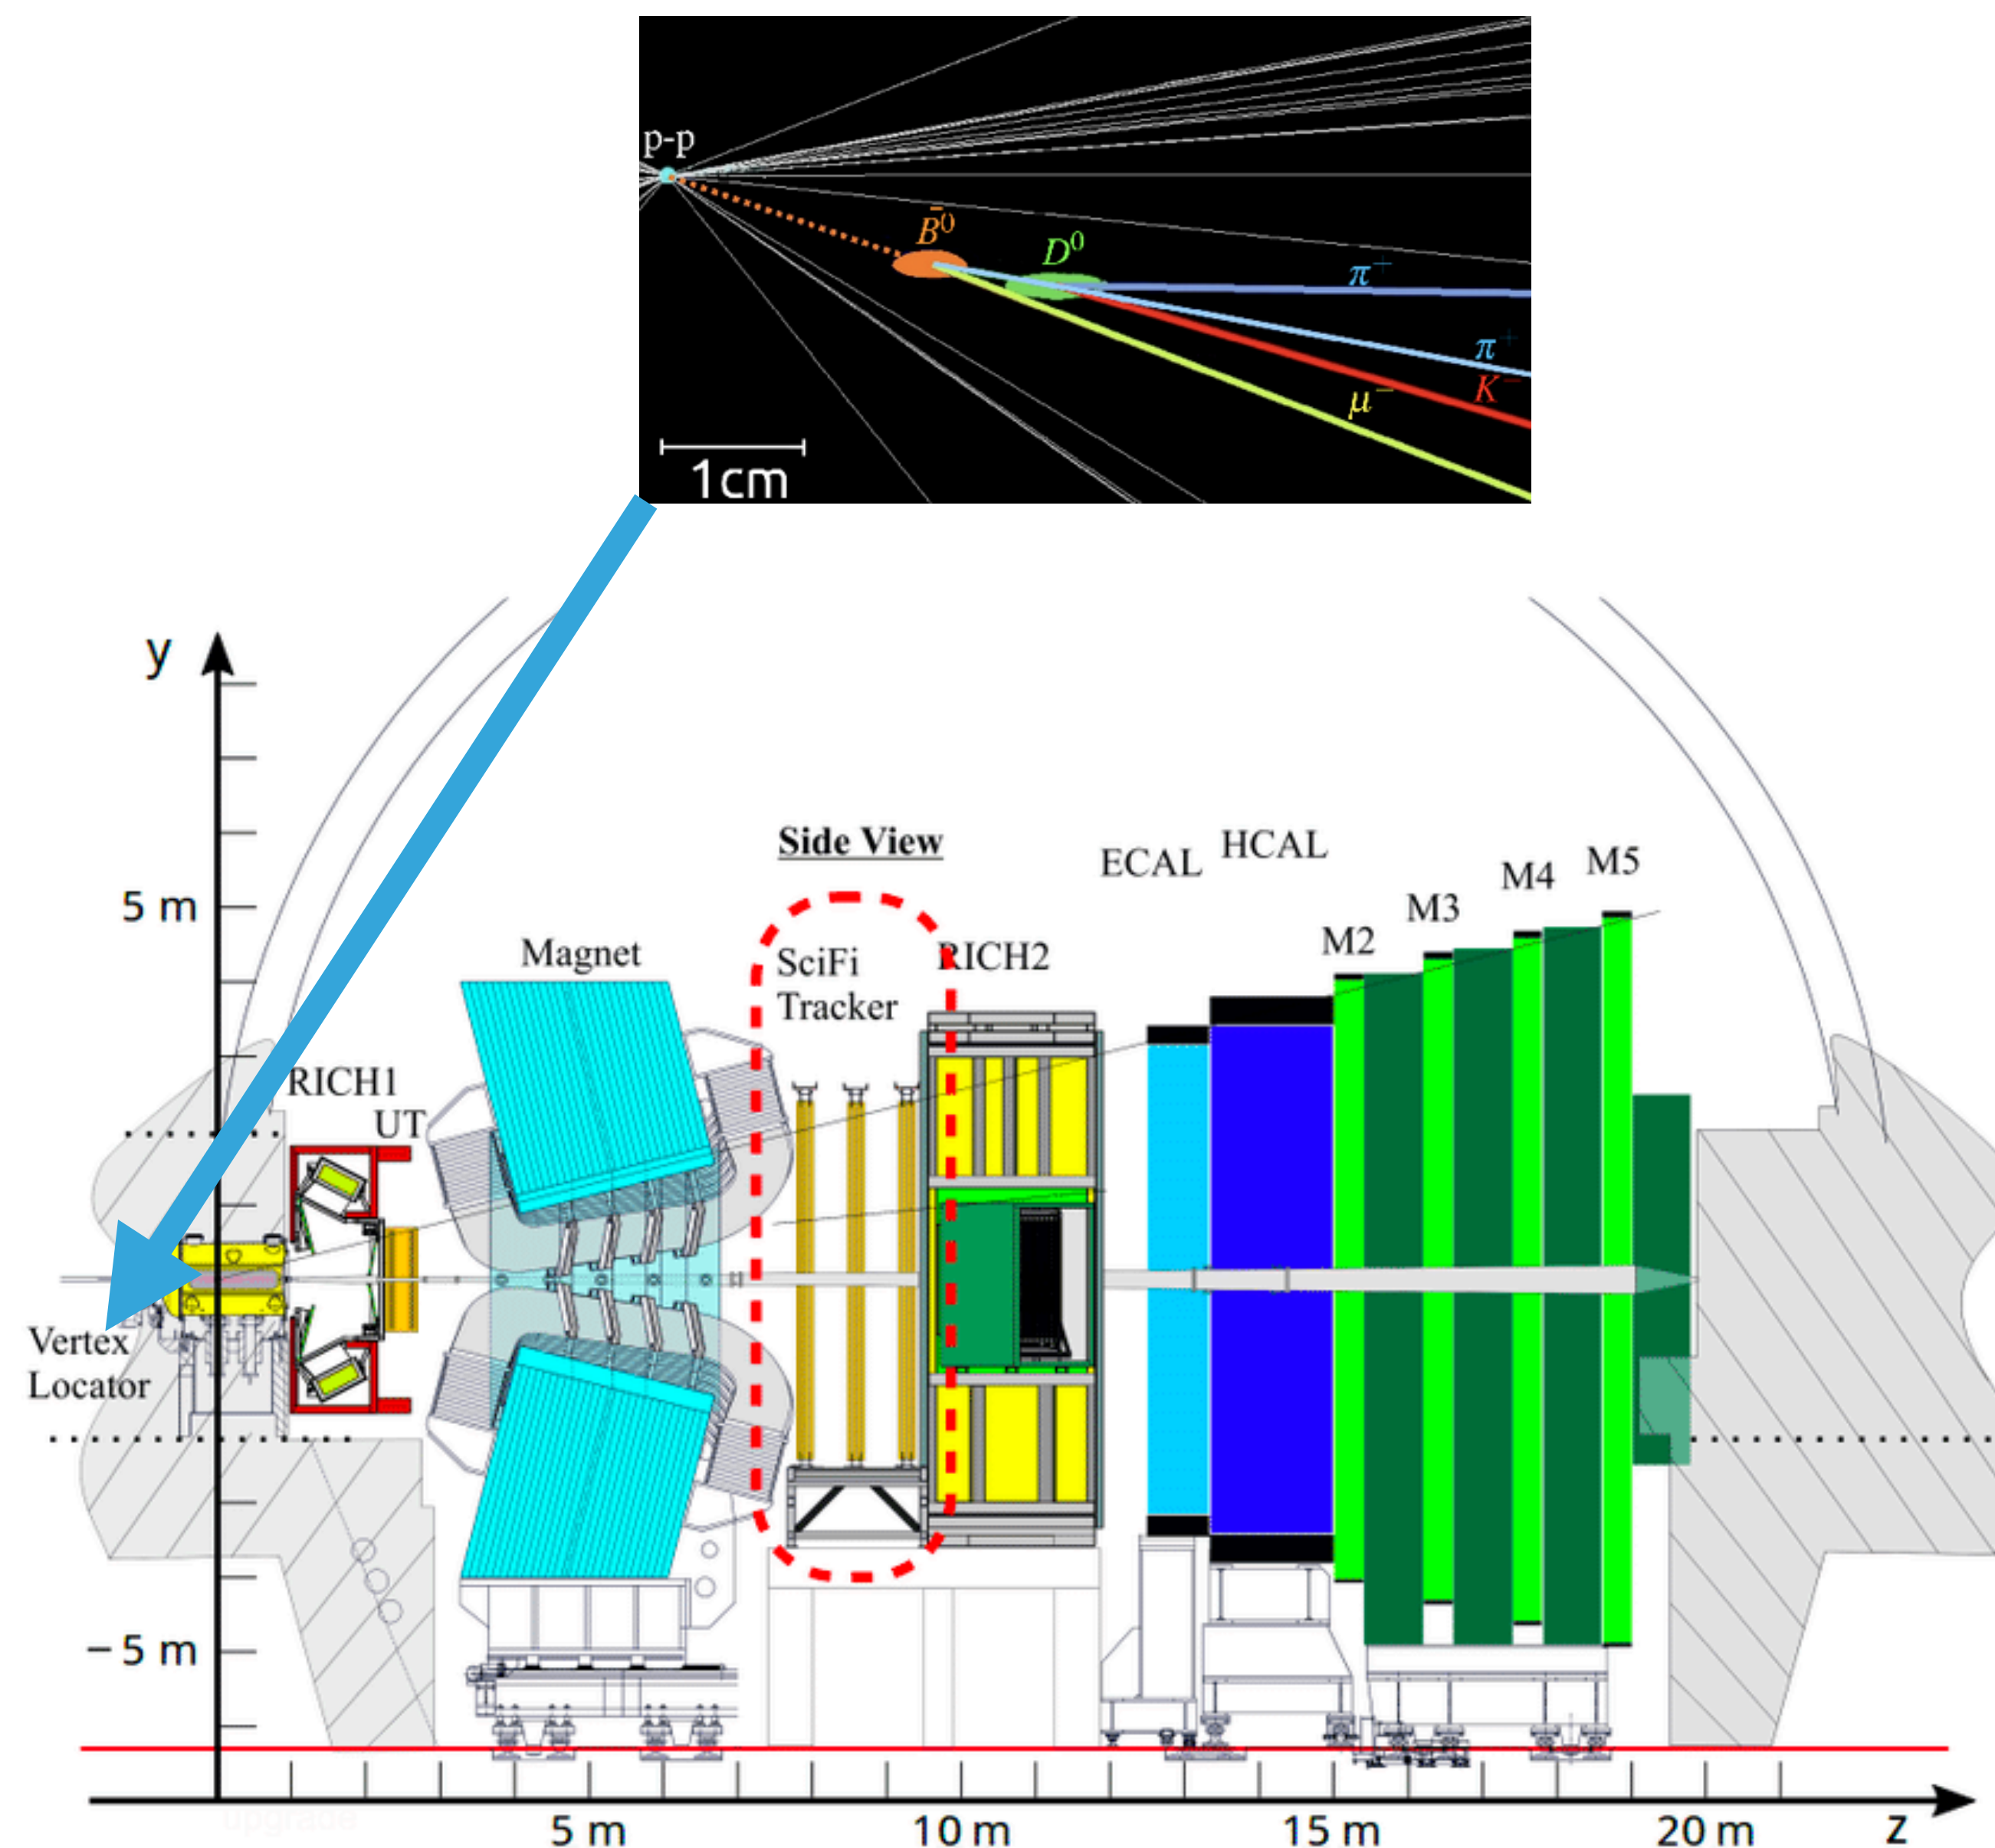 p-p
B̄⁰
D⁰
π⁺
π⁺
K⁻
μ⁻
1cm
y
Side View
ECAL
HCAL
M5
M4
M3
M2
5 m
Magnet
SciFi
Tracker
RICH2
RICH1
UT
Vertex
Locator
−5 m
upgrade
5 m
10 m
15 m
20 m
z